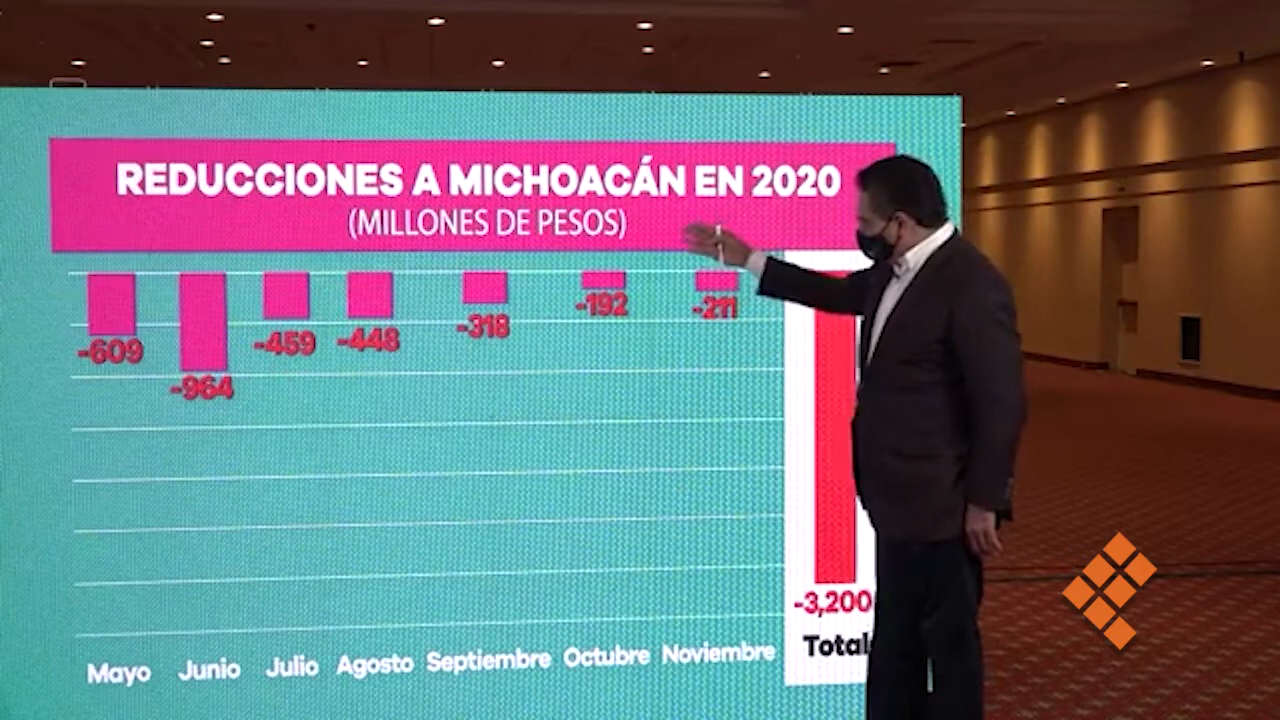 REDUCCIONES A MICHOACÁN EN 2020
(MILLONES DE PESOS)
-609
-964
-459
-448
-318
-192
-211
-3,200
Mayo
Junio
Julio
Agosto
Septiembre
Octubre
Noviembre
Total